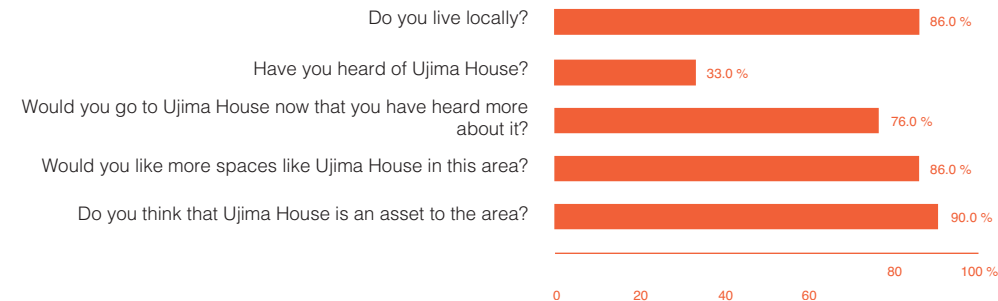 Do you live locally?
86.0 %
Have you heard of Ujima House?
33.0 %
Would you go to Ujima House now that you have heard more
about it?
76.0 %
Would you like more spaces like Ujima House in this area?
86.0 %
Do you think that Ujima House is an asset to the area?
90.0 %
80 100 %
0 20 40 60